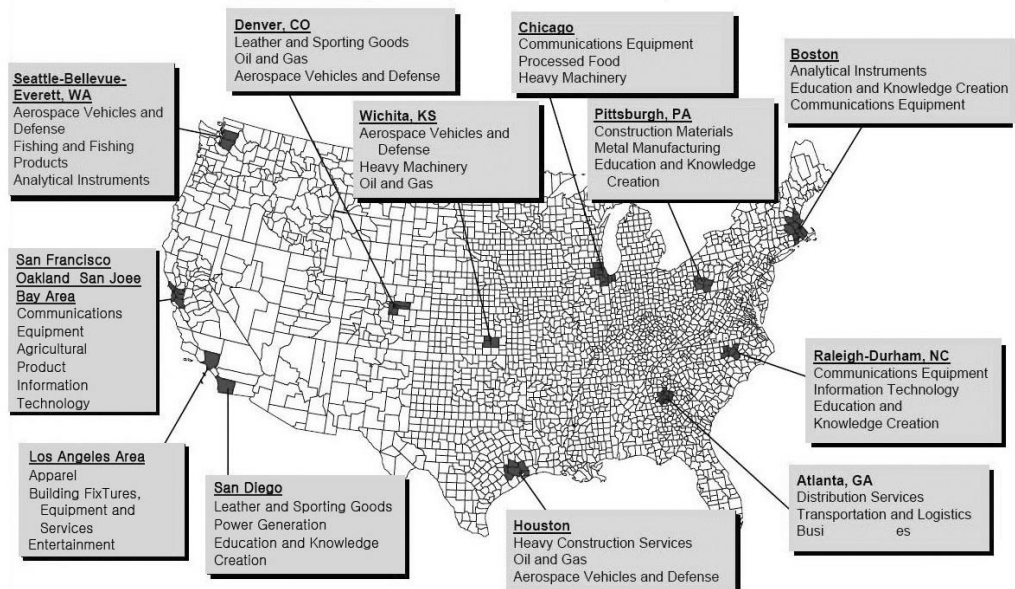 Denver, CO
Leather and Sporting Goods
Oil and Gas
Aerospace Vehicles and Defense
Chicago
Communications Equipment
Processed Food
Heavy Machinery
Boston
Analytical Instruments
Education and Knowledge Creation
Communications Equipment
Seattle-Bellevue-
Everett, WA
Aerospace Vehicles and
Defense
Fishing and Fishing
Products
Analytical Instruments
Wichita, KS
Aerospace Vehicles and
Defense
Heavy Machinery
Oil and Gas
Pittsburgh, PA
Construction Materials
Metal Manufacturing
Education and Knowledge
Creation
San Francisco
Oakland San Joee
Bay Area
Communications
Equipment
Agricultural
Product
Information
Technology
Raleigh-Durham, NC
Communications Equipment
Information Technology
Education and
Knowledge Creation
Los Angeles Area
Apparel
Building FixTures,
Equipment and
Services
Entertainment
San Diego
Leather and Sporting Goods
Power Generation
Education and Knowledge
Creation
Houston
Heavy Construction Services
Oil and Gas
Aerospace Vehicles and Defense
Atlanta, GA
Distribution Services
Transportation and Logistics